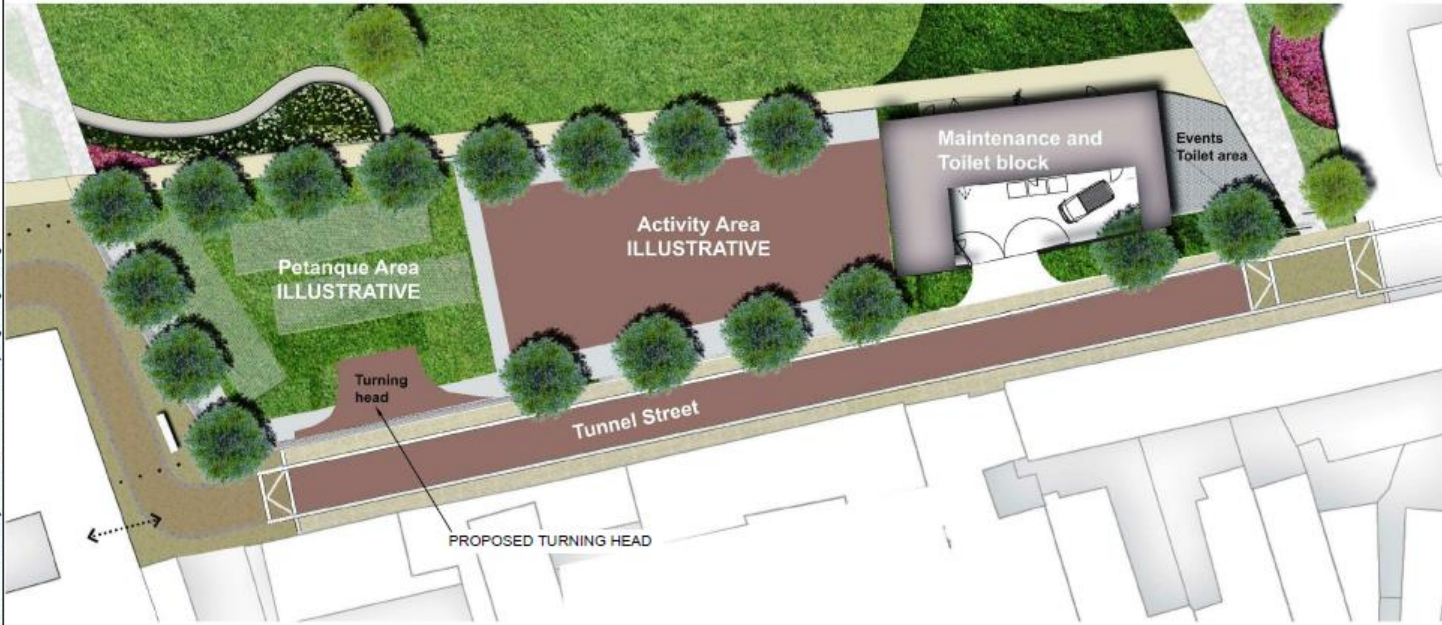 Maintenance and
Toilet block
Events
Toilet area
Activity Area
ILLUSTRATIVE
Petanque Area
ILLUSTRATIVE
Turning
head
Tunnel Street
PROPOSED TURNING HEAD